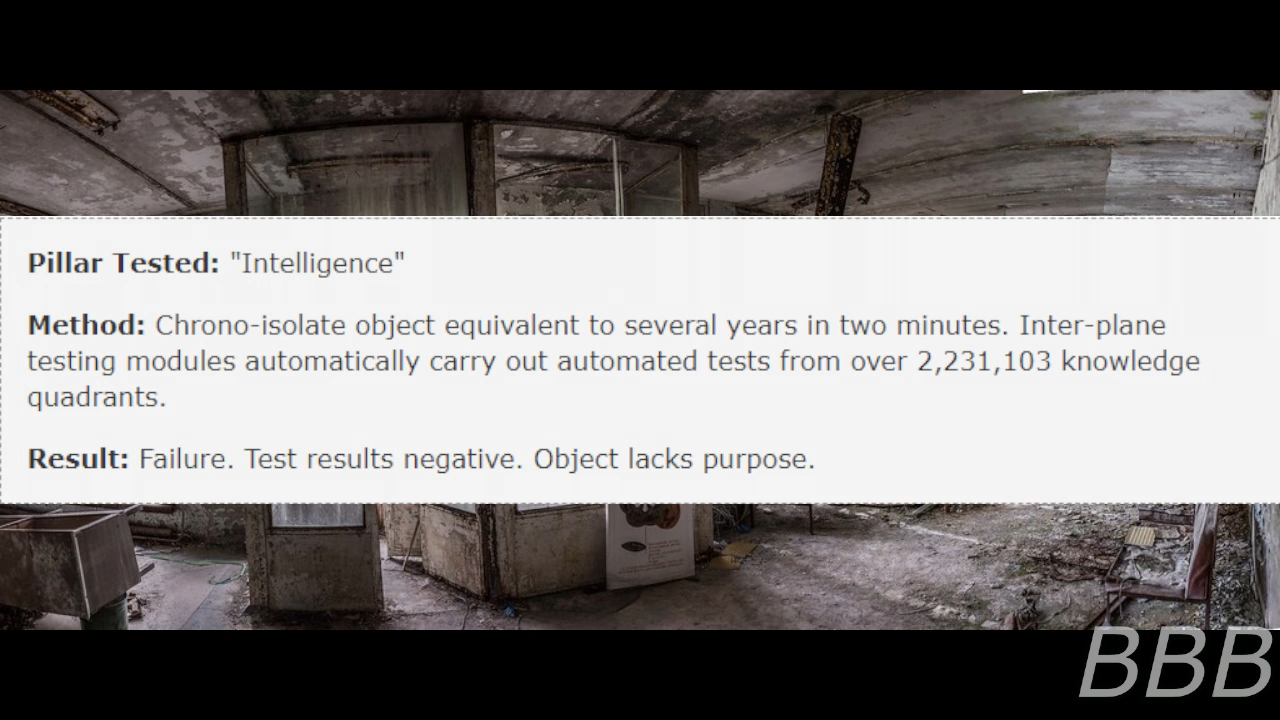 Pillar Tested: "Intelligence"
Method: Chrono-isolate object equivalent to several years in two minutes. Inter-plane
testing modules automatically carry out automated tests from over 2,231,103 knowledge
quadrants.
Result: Failure. Test results negative. Object lacks purpose.
BBB